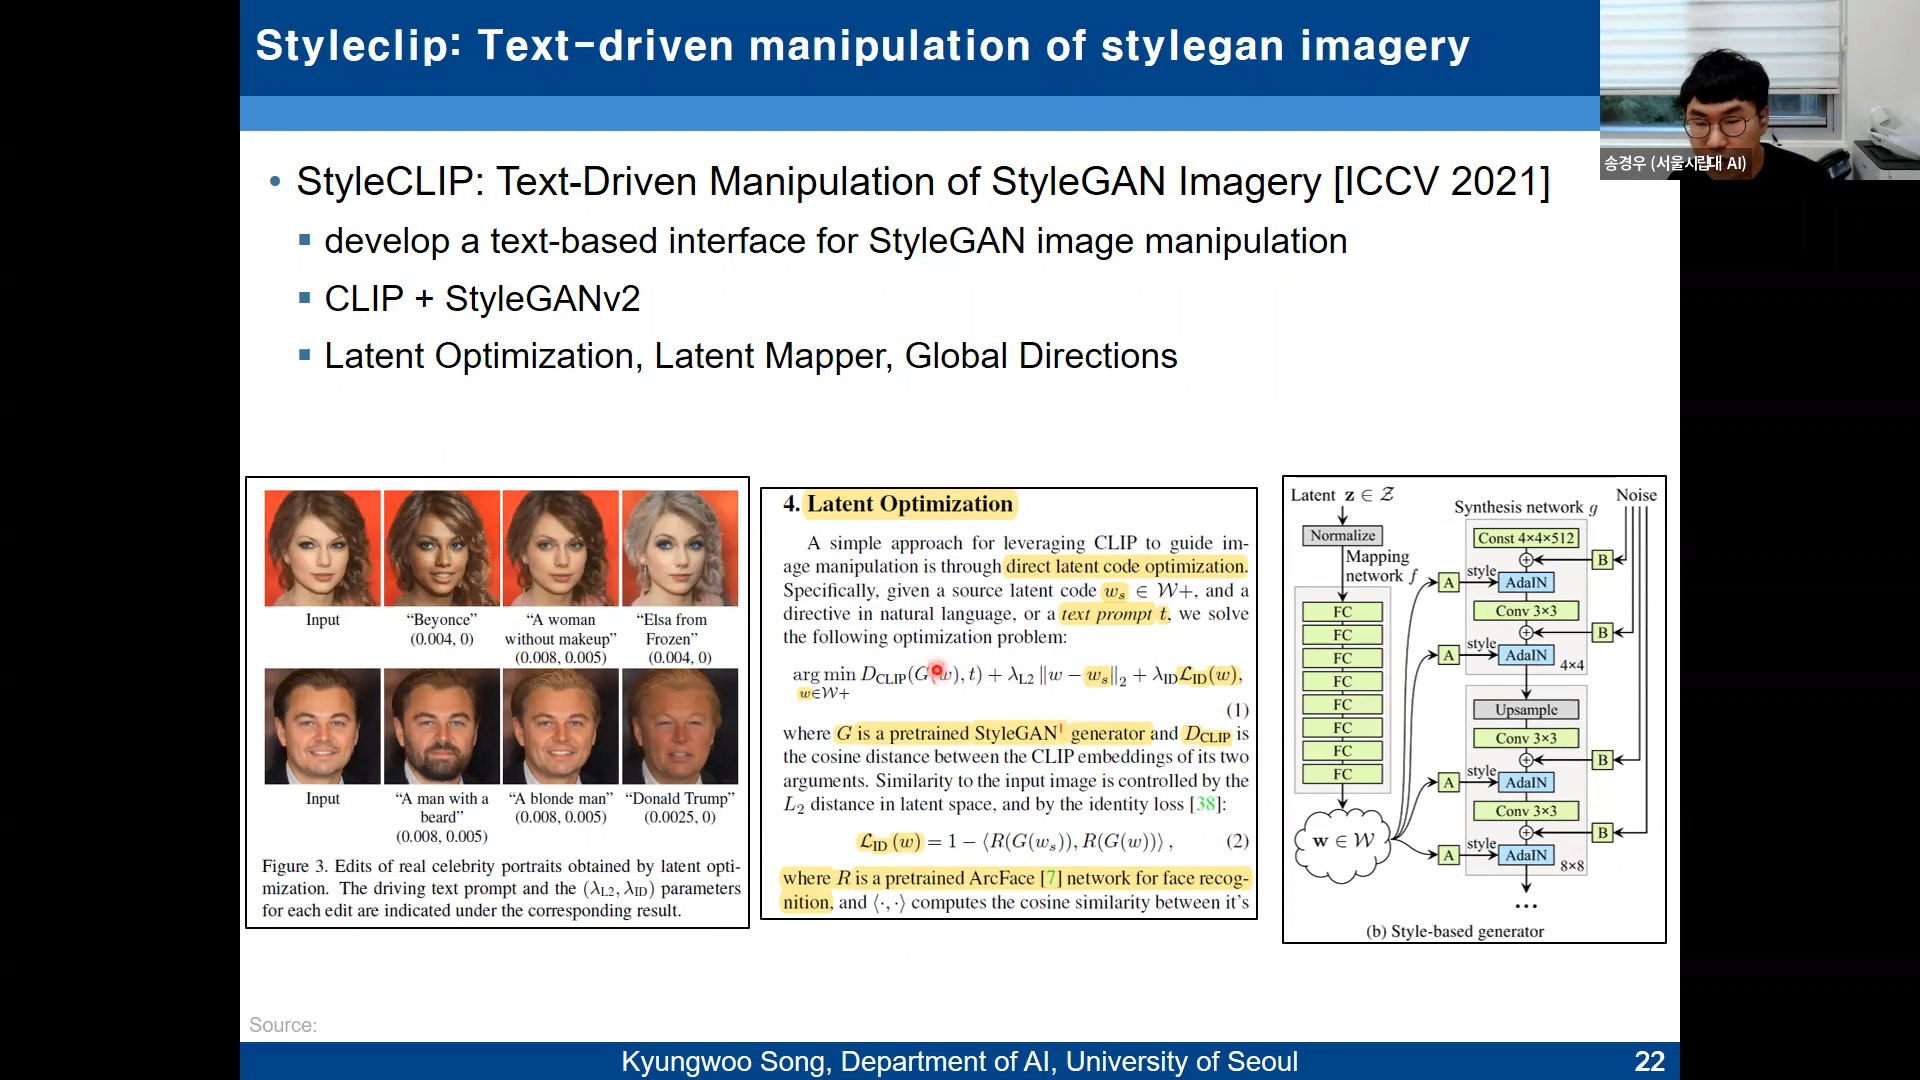 Styleclip: Text-driven manipulation of stylegan imagery
송경우 (서울시립대 AI)
• StyleCLIP: Text-Driven Manipulation of StyleGAN Imagery [ICCV 2021]
▪ develop a text-based interface for StyleGAN image manipulation
▪ CLIP + StyleGANv2
▪ Latent Optimization, Latent Mapper, Global Directions
Input
"Beyonce"
(0.004, 0)
"A woman
without makeup"
(0.008, 0.005)
"Elsa from
Frozen"
(0.004, 0)
Input
"A man with a
beard"
(0.008, 0.005)
"A blonde man"
(0.008, 0.005)
"Donald Trump"
(0.0025, 0)
Figure 3. Edits of real celebrity portraits obtained by latent opti-
mization. The driving text prompt and the (λL2, λID) parameters
for each edit are indicated under the corresponding result.
4. Latent Optimization
A simple approach for leveraging CLIP to guide im-
age manipulation is through direct latent code optimization.
Specifically, given a source latent code ws ∈ W+, and a
directive in natural language, or a text prompt t, we solve
the following optimization problem:
arg min DCLIP(G(w), t) + λL2 ||w − ws||2 + λID LID(w),
w∈W+
(1)
where G is a pretrained StyleGAN1 generator and DCLIP is
the cosine distance between the CLIP embeddings of its two
arguments. Similarity to the input image is controlled by the
L2 distance in latent space, and by the identity loss [38]:
LID (w) = 1 − ⟨R(G(ws)), R(G(w))⟩, (2)
where R is a pretrained ArcFace [7] network for face recog-
nition, and ⟨·, ·⟩ computes the cosine similarity between it's
Latent z ∈ Z
Normalize
Mapping
network f
FC
FC
FC
FC
FC
FC
FC
FC
w ∈ W
Synthesis network g
Noise
Const 4×4×512
B
A
style
AdaIN
Conv 3×3
B
A
style
AdaIN
4×4
Upsample
Conv 3×3
B
A
style
AdaIN
Conv 3×3
B
A
style
AdaIN
8×8
...
(b) Style-based generator
Source:
Kyungwoo Song, Department of AI, University of Seoul
22